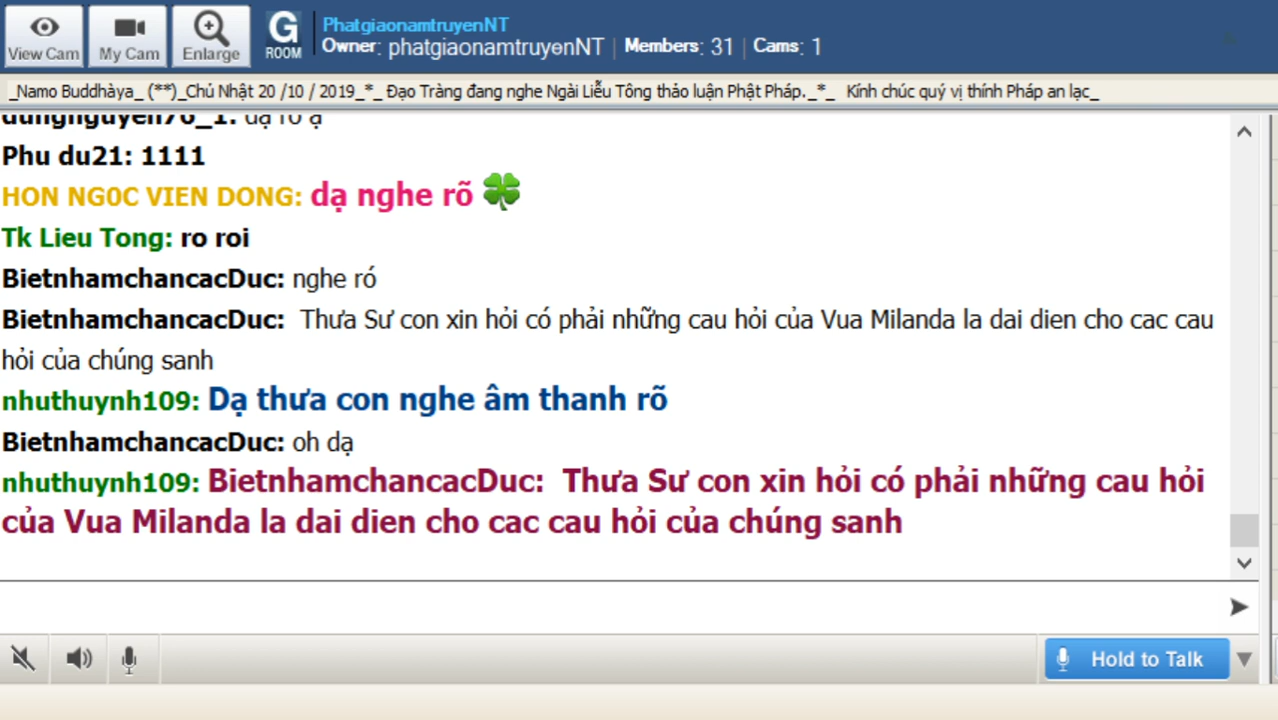 View Cam
My Cam
Enlarge
G
ROOM
PhatgiaonamtruyenNT
Owner: phatgiaonamtruyenNT | Members: 31 | Cams: 1
_Namo Buddhàya_ (**)_Chủ Nhật 20 /10 / 2019_*_ Đạo Tràng đang nghe Ngài Liễu Tông thảo luận Phật Pháp._*_ Kính chúc quý vị thính Pháp an lạc_
dungnguyen76_1: dạ rõ ạ
Phu du21: 1111
HON NG0C VIEN DONG: dạ nghe rõ
Tk Lieu Tong: ro roi
BietnhamchancacDuc: nghe ró
BietnhamchancacDuc: Thưa Sư con xin hỏi có phải những cau hỏi của Vua Milanda la dai dien cho cac cau
hỏi của chúng sanh
nhuthuynh109: Dạ thưa con nghe âm thanh rõ
BietnhamchancacDuc: oh dạ
nhuthuynh109: BietnhamchancacDuc: Thưa Sư con xin hỏi có phải những cau hỏi
của Vua Milanda la dai dien cho cac cau hỏi của chúng sanh
Hold to Talk